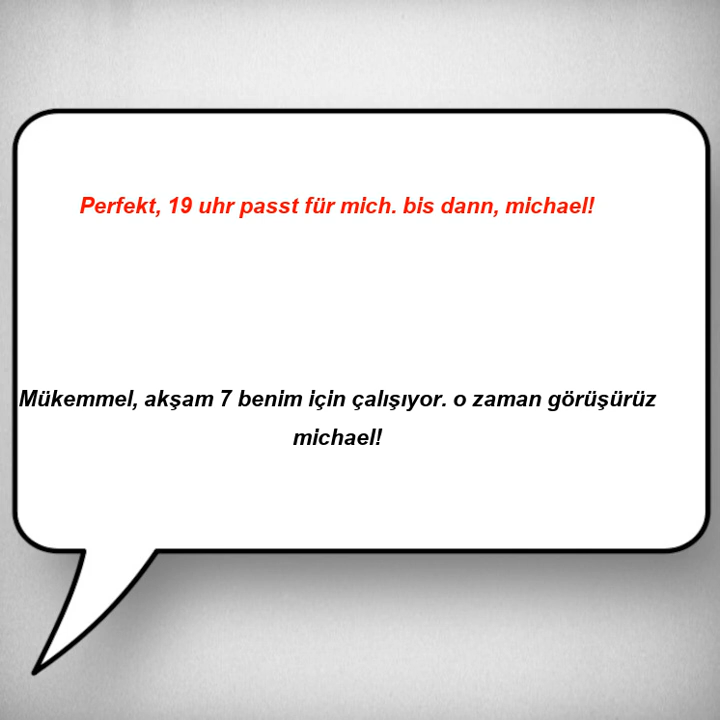 Perfekt, 19 uhr passt für mich. bis dann, michael!
Mükemmel, akşam 7 benim için çalışıyor. o zaman görüşürüz
michael!